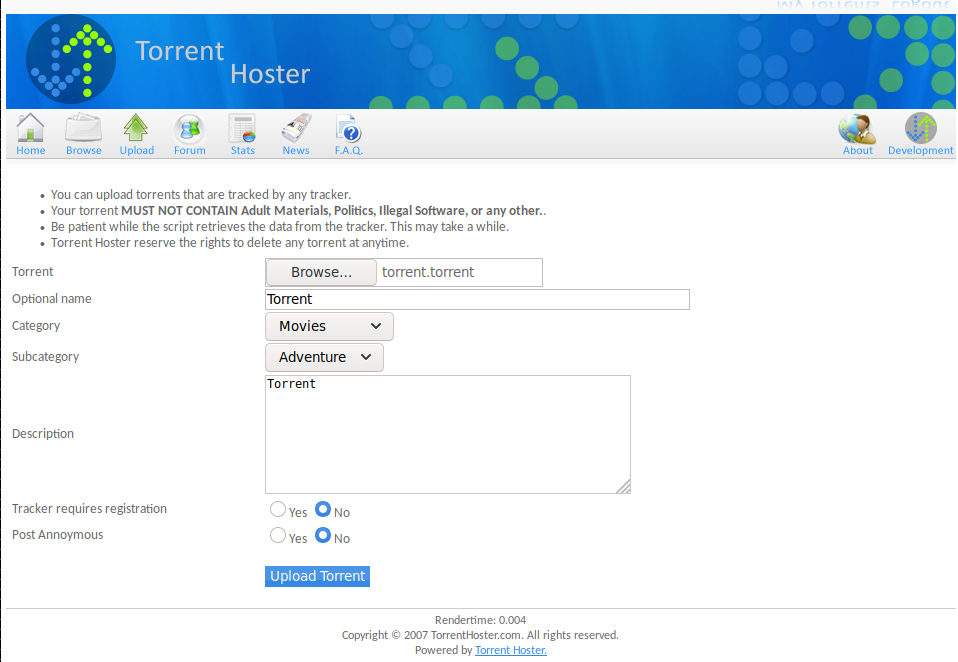 My Torrents Logout
Torrent
Hoster
Home Browse Upload Forum Stats News F.A.Q. About Development
You can upload torrents that are tracked by any tracker.
Your torrent MUST NOT CONTAIN Adult Materials, Politics, Illegal Software, or any other..
Be patient while the script retrieves the data from the tracker. This may take a while.
Torrent Hoster reserve the rights to delete any torrent at anytime.
Torrent Browse... torrent.torrent
Optional name Torrent
Category Movies
Subcategory Adventure
Torrent
Description
Tracker requires registration Yes No
Post Annoymous Yes No
Upload Torrent
Rendertime: 0.004
Copyright © 2007 TorrentHoster.com. All rights reserved.
Powered by Torrent Hoster.